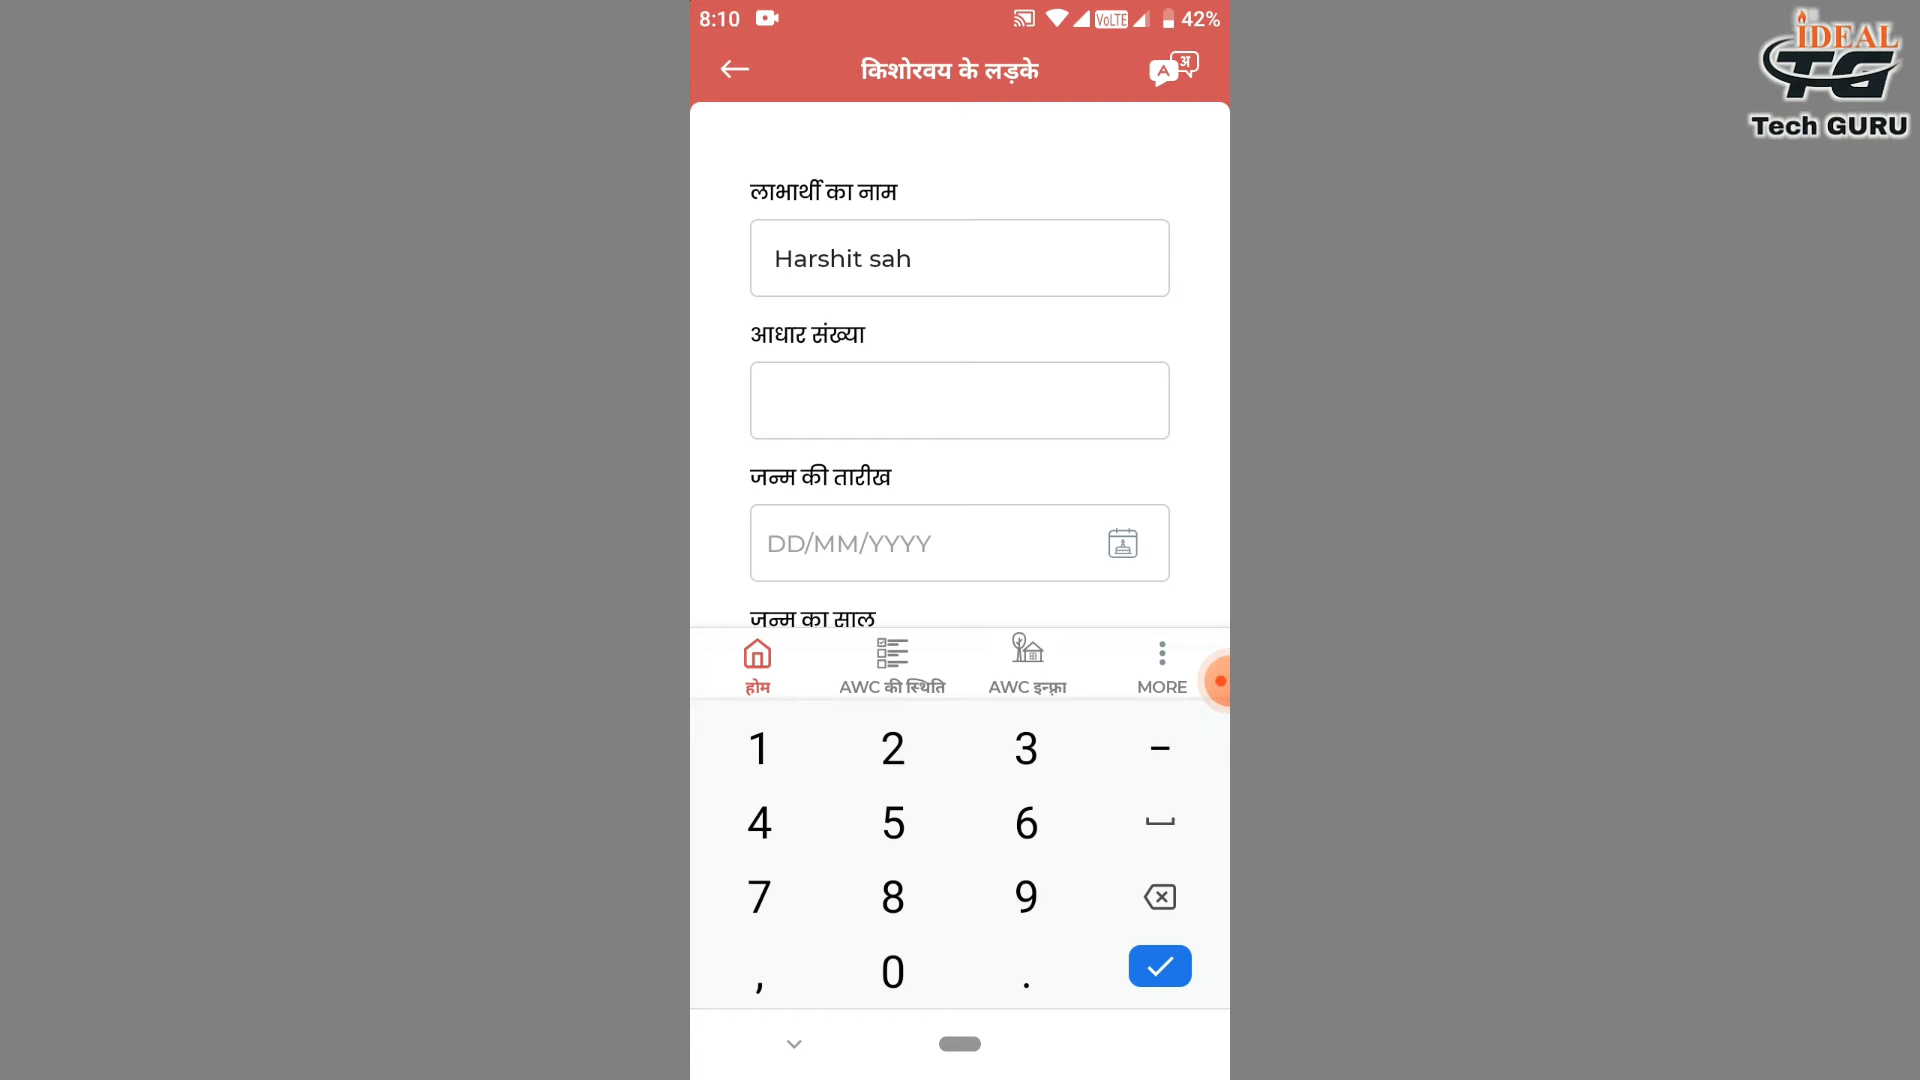 8:10
VoLTE
42%
किशोरवय के लड़के
A अ
iDEAL
TG
Tech GURU
लाभार्थी का नाम
Harshit sah
आधार संख्या
जन्म की तारीख
DD/MM/YYYY
जन्म का साल
होम
AWC की स्थिति
AWC इन्फ़्रा
MORE
1 2 3 –
4 5 6
7 8 9
, 0 .